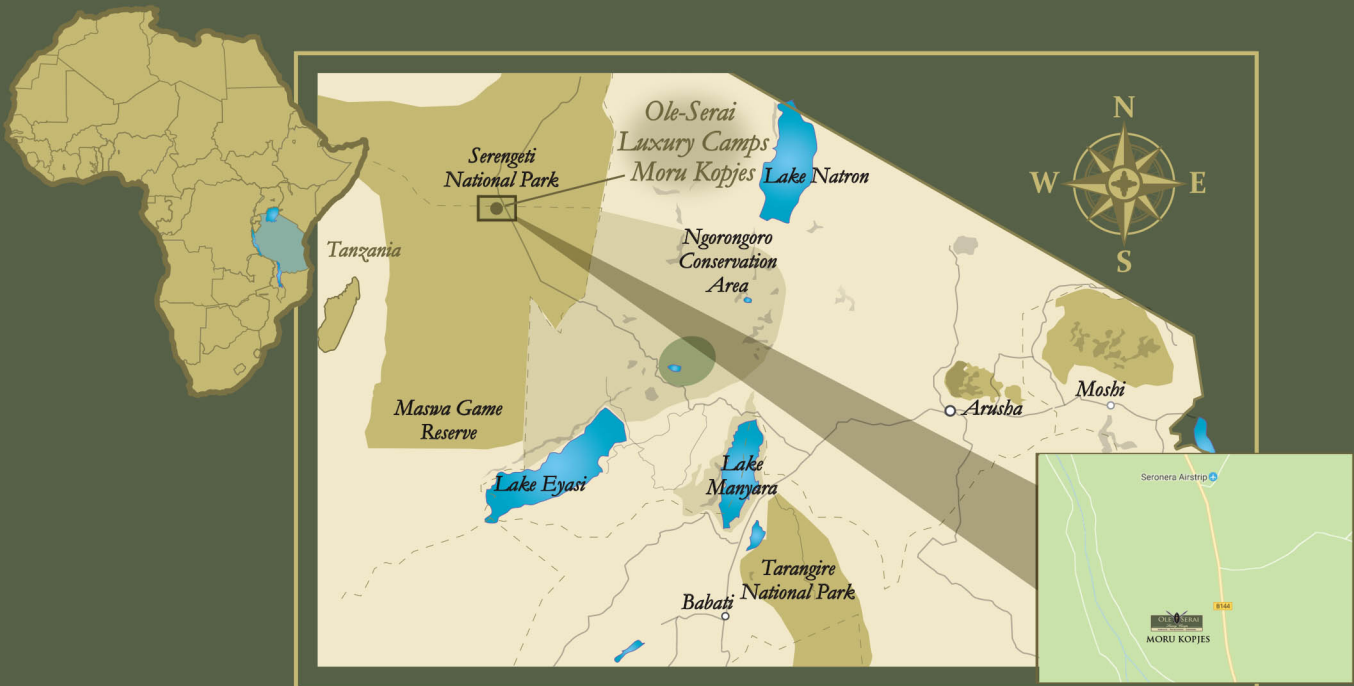 Ole-Serai
Luxury Camps
Moru Kopjes
Serengeti
National Park
Lake Natron
N
W
E
S
Tanzania
Ngorongoro
Conservation
Area
Maswa Game
Reserve
Arusha
Moshi
Lake Eyasi
Lake
Manyara
Tarangire
National Park
Babati
Seronera Airstrip
B144
OLE SERAI
MORU KOPJES